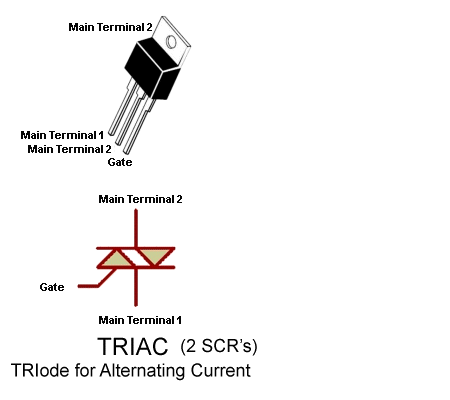 Main Terminal 2
Main Terminal 1
Main Terminal 2
Gate
Main Terminal 2
Gate
Main Terminal 1
TRIAC (2 SCR's)
TRIode for Alternating Current